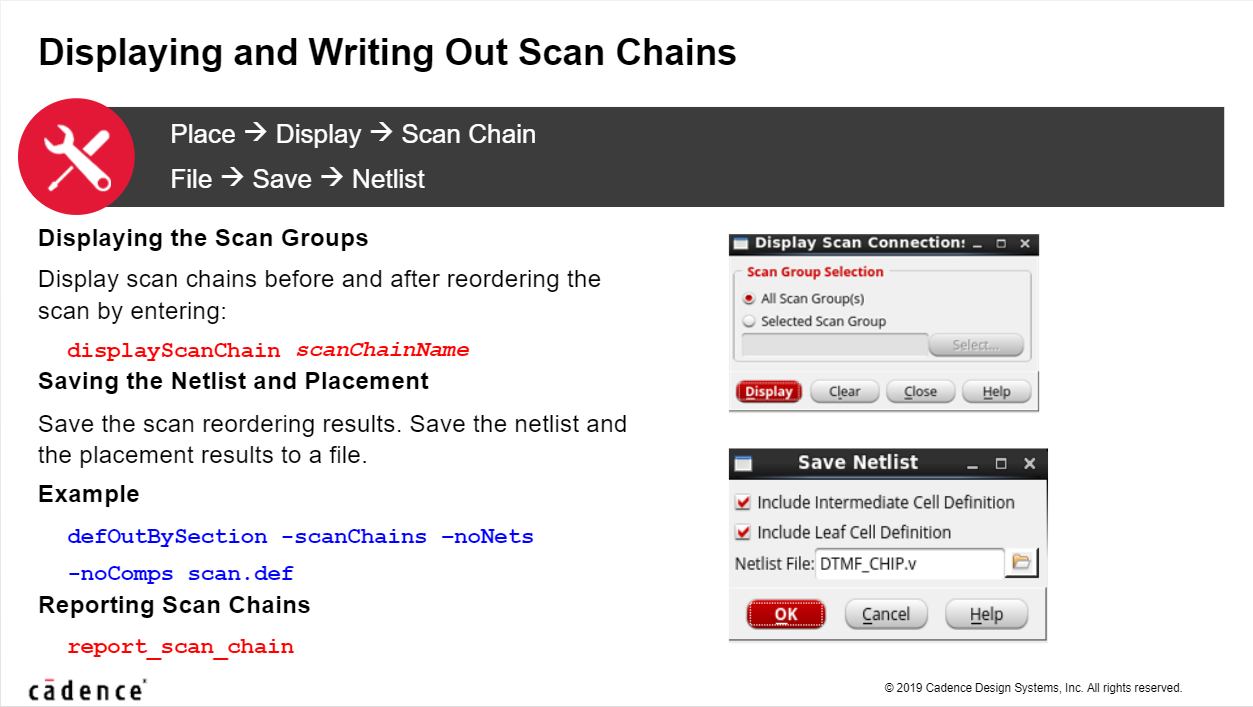 Displaying and Writing Out Scan Chains
Place → Display → Scan Chain
File → Save → Netlist
Displaying the Scan Groups
Display scan chains before and after reordering the
scan by entering:
displayScanChain scanChainName
Saving the Netlist and Placement
Save the scan reordering results. Save the netlist and
the placement results to a file.
Example
defOutBySection -scanChains –noNets
-noComps scan.def
Reporting Scan Chains
report_scan_chain
Display Scan Connection:
Scan Group Selection
All Scan Group(s)
Selected Scan Group
Select...
Display Clear Close Help
Save Netlist
Include Intermediate Cell Definition
Include Leaf Cell Definition
Netlist File: DTMF_CHIP.v
OK Cancel Help
cādence
© 2019 Cadence Design Systems, Inc. All rights reserved.